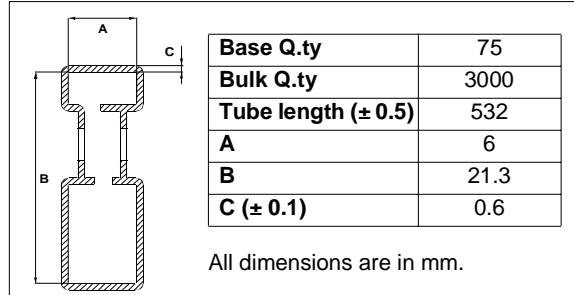 A
C
B
Base Q.ty 75
Bulk Q.ty 3000
Tube length (± 0.5) 532
A 6
B 21.3
C (± 0.1) 0.6
All dimensions are in mm.